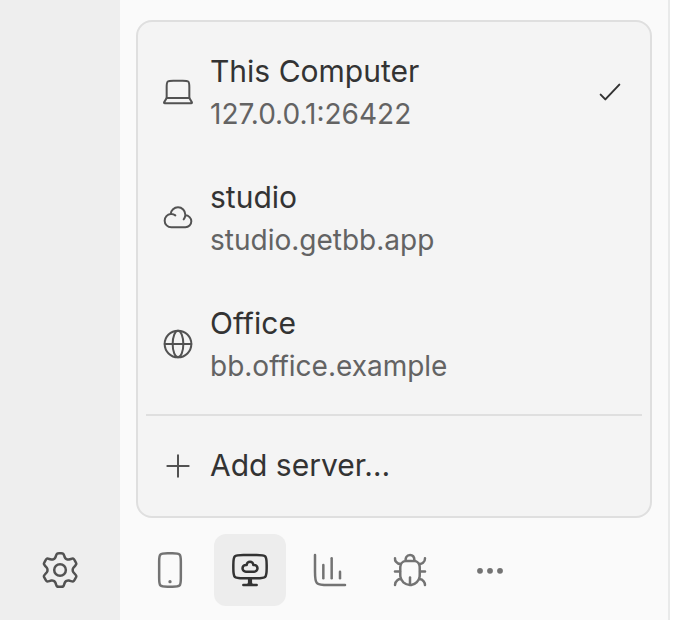 This Computer
127.0.0.1:26422
studio
studio.getbb.app
Office
bb.office.example
Add server...